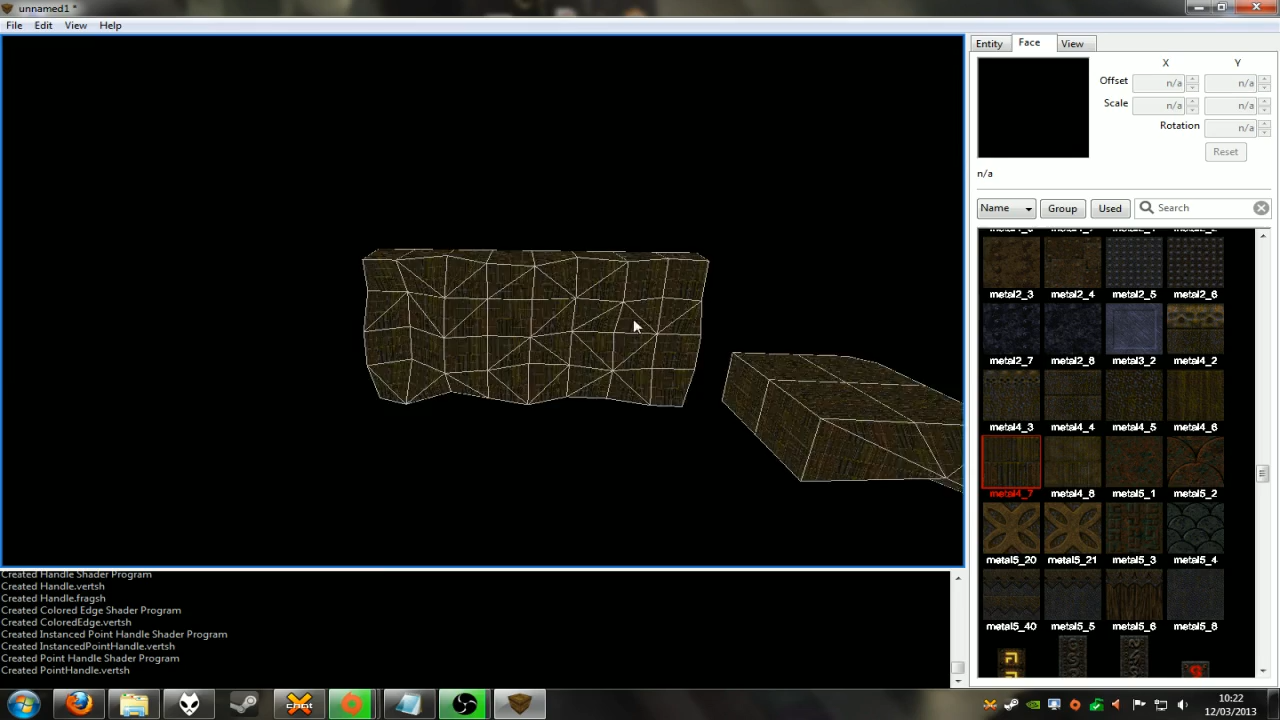 unnamed1 *
File Edit View Help
Entity Face View
X Y
Offset n/a n/a
Scale n/a n/a
Rotation n/a
Reset
n/a
Name Group Used Search
metal2_3 metal2_4 metal2_5 metal2_6
metal2_7 metal2_8 metal3_2 metal4_2
metal4_3 metal4_4 metal4_5 metal4_6
metal4_7 metal4_8 metal5_1 metal5_2
metal5_20 metal5_21 metal5_3 metal5_4
metal5_40 metal5_5 metal5_6 metal5_8
Created Handle Shader Program
Created Handle.vertsh
Created Handle.fragsh
Created Colored Edge Shader Program
Created ColoredEdge.vertsh
Created Instanced Point Handle Shader Program
Created InstancedPointHandle.vertsh
Created Point Handle Shader Program
Created PointHandle.vertsh
10:22
12/03/2013